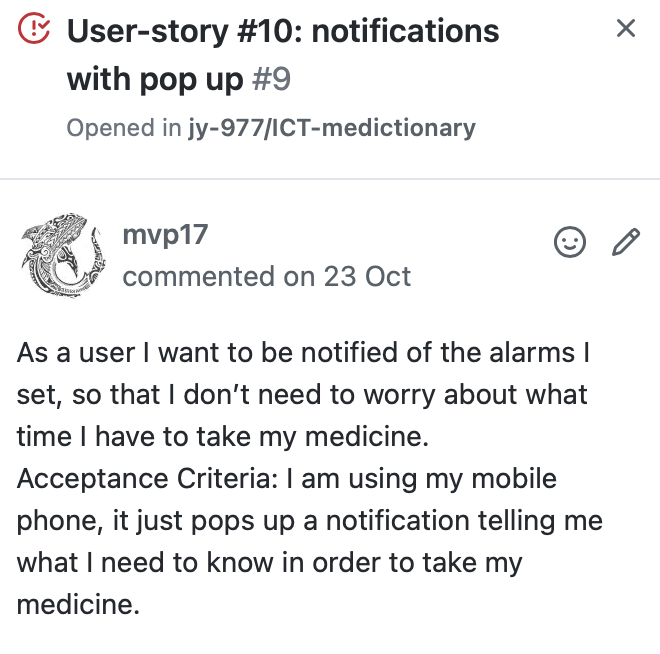 User-story #10: notifications
with pop up #9
Opened in jy-977/ICT-medictionary
mvp17
commented on 23 Oct
As a user I want to be notified of the alarms I
set, so that I don’t need to worry about what
time I have to take my medicine.
Acceptance Criteria: I am using my mobile
phone, it just pops up a notification telling me
what I need to know in order to take my
medicine.